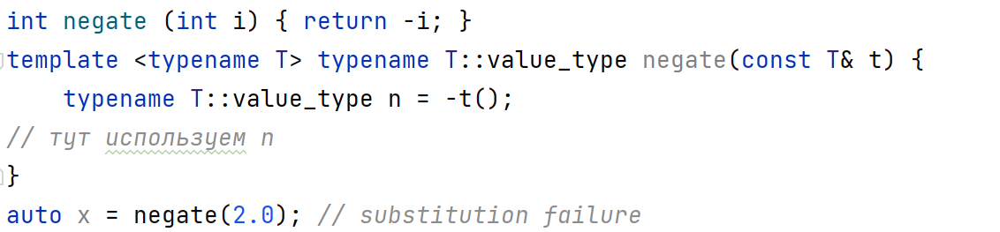 int negate (int i) { return -i; }
template <typename T> typename T::value_type negate(const T& t) {
    typename T::value_type n = -t();
// тут используем n
}
auto x = negate(2.0); // substitution failure